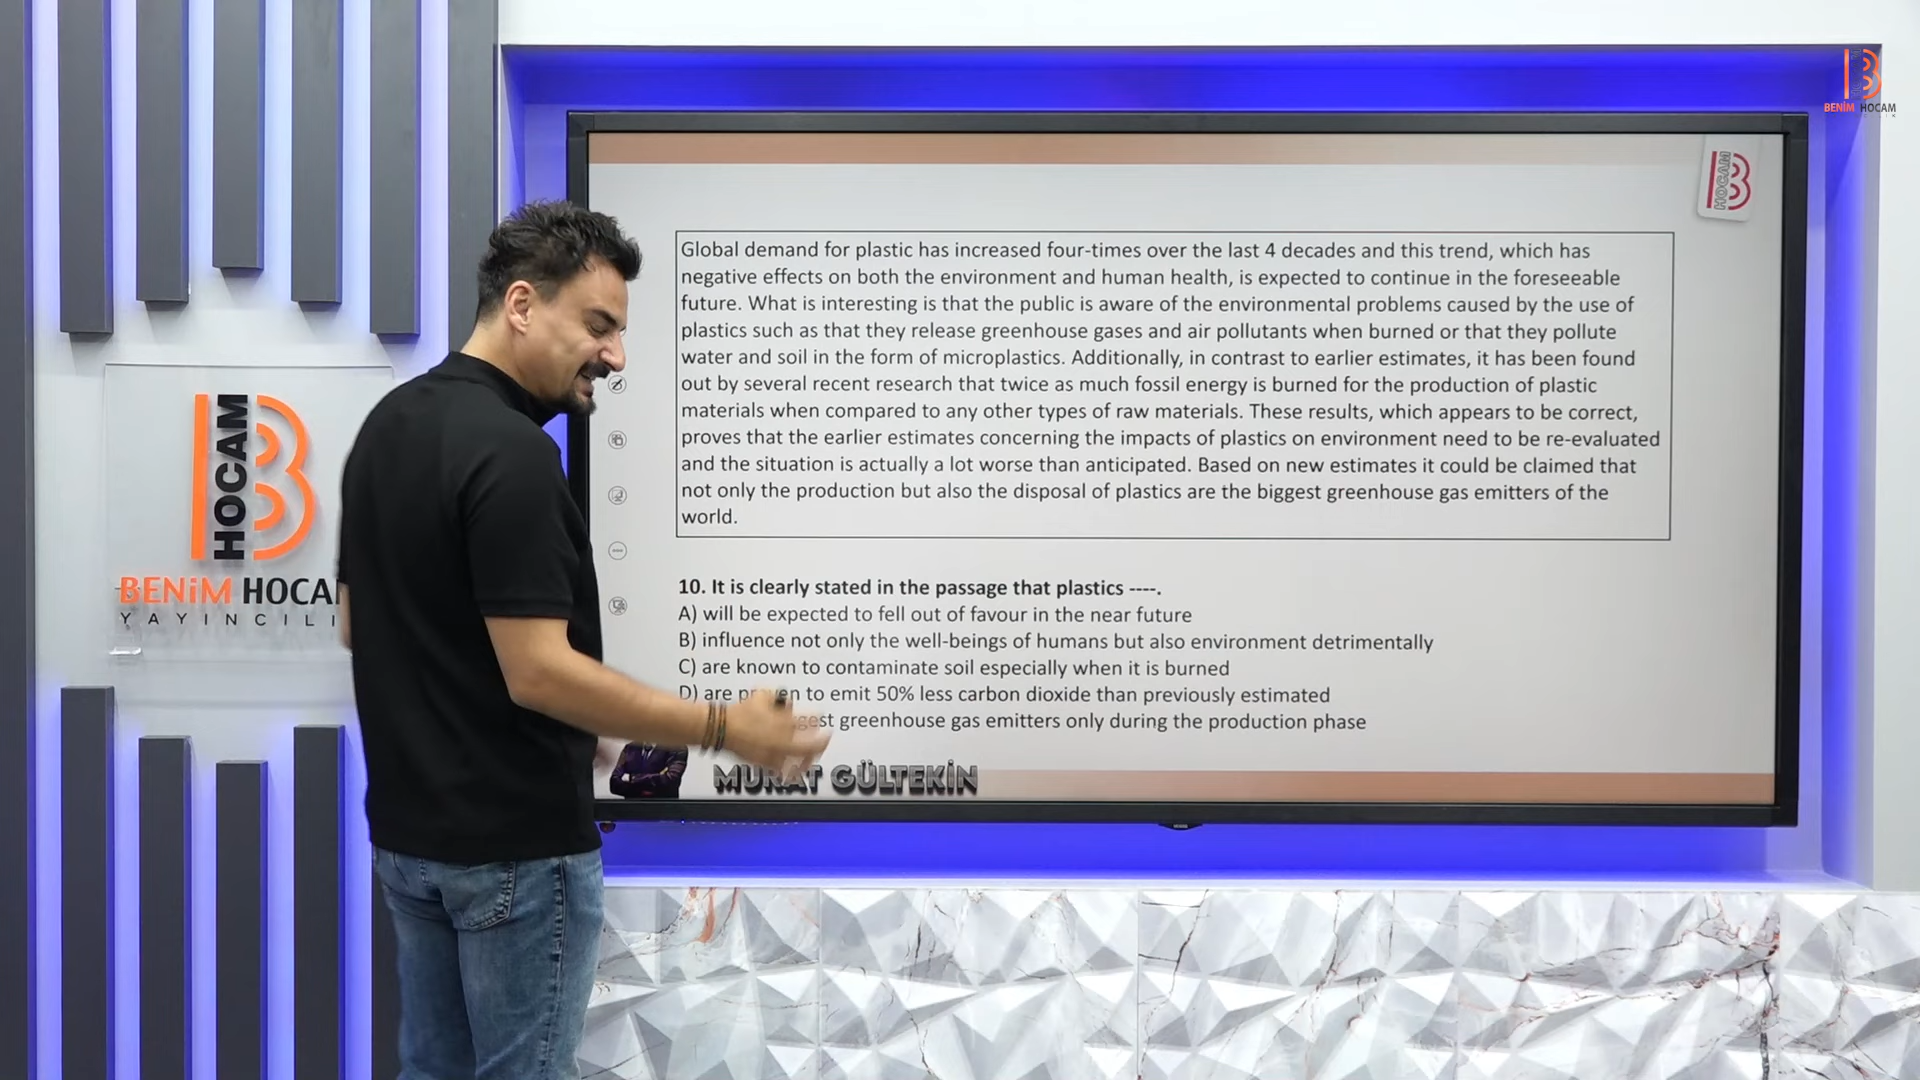 BENİM HOCAM
HOCAM
Global demand for plastic has increased four-times over the last 4 decades and this trend, which has
negative effects on both the environment and human health, is expected to continue in the foreseeable
future. What is interesting is that the public is aware of the environmental problems caused by the use of
plastics such as that they release greenhouse gases and air pollutants when burned or that they pollute
water and soil in the form of microplastics. Additionally, in contrast to earlier estimates, it has been found
out by several recent research that twice as much fossil energy is burned for the production of plastic
materials when compared to any other types of raw materials. These results, which appears to be correct,
proves that the earlier estimates concerning the impacts of plastics on environment need to be re-evaluated
and the situation is actually a lot worse than anticipated. Based on new estimates it could be claimed that
not only the production but also the disposal of plastics are the biggest greenhouse gas emitters of the
world.
10. It is clearly stated in the passage that plastics ----.
A) will be expected to fell out of favour in the near future
B) influence not only the well-beings of humans but also environment detrimentally
C) are known to contaminate soil especially when it is burned
D) are proven to emit 50% less carbon dioxide than previously estimated
greenhouse gas emitters only during the production phase
MURAT GÜLTEKİN
HOCAM
BENİM HOCA
YAYINCILI